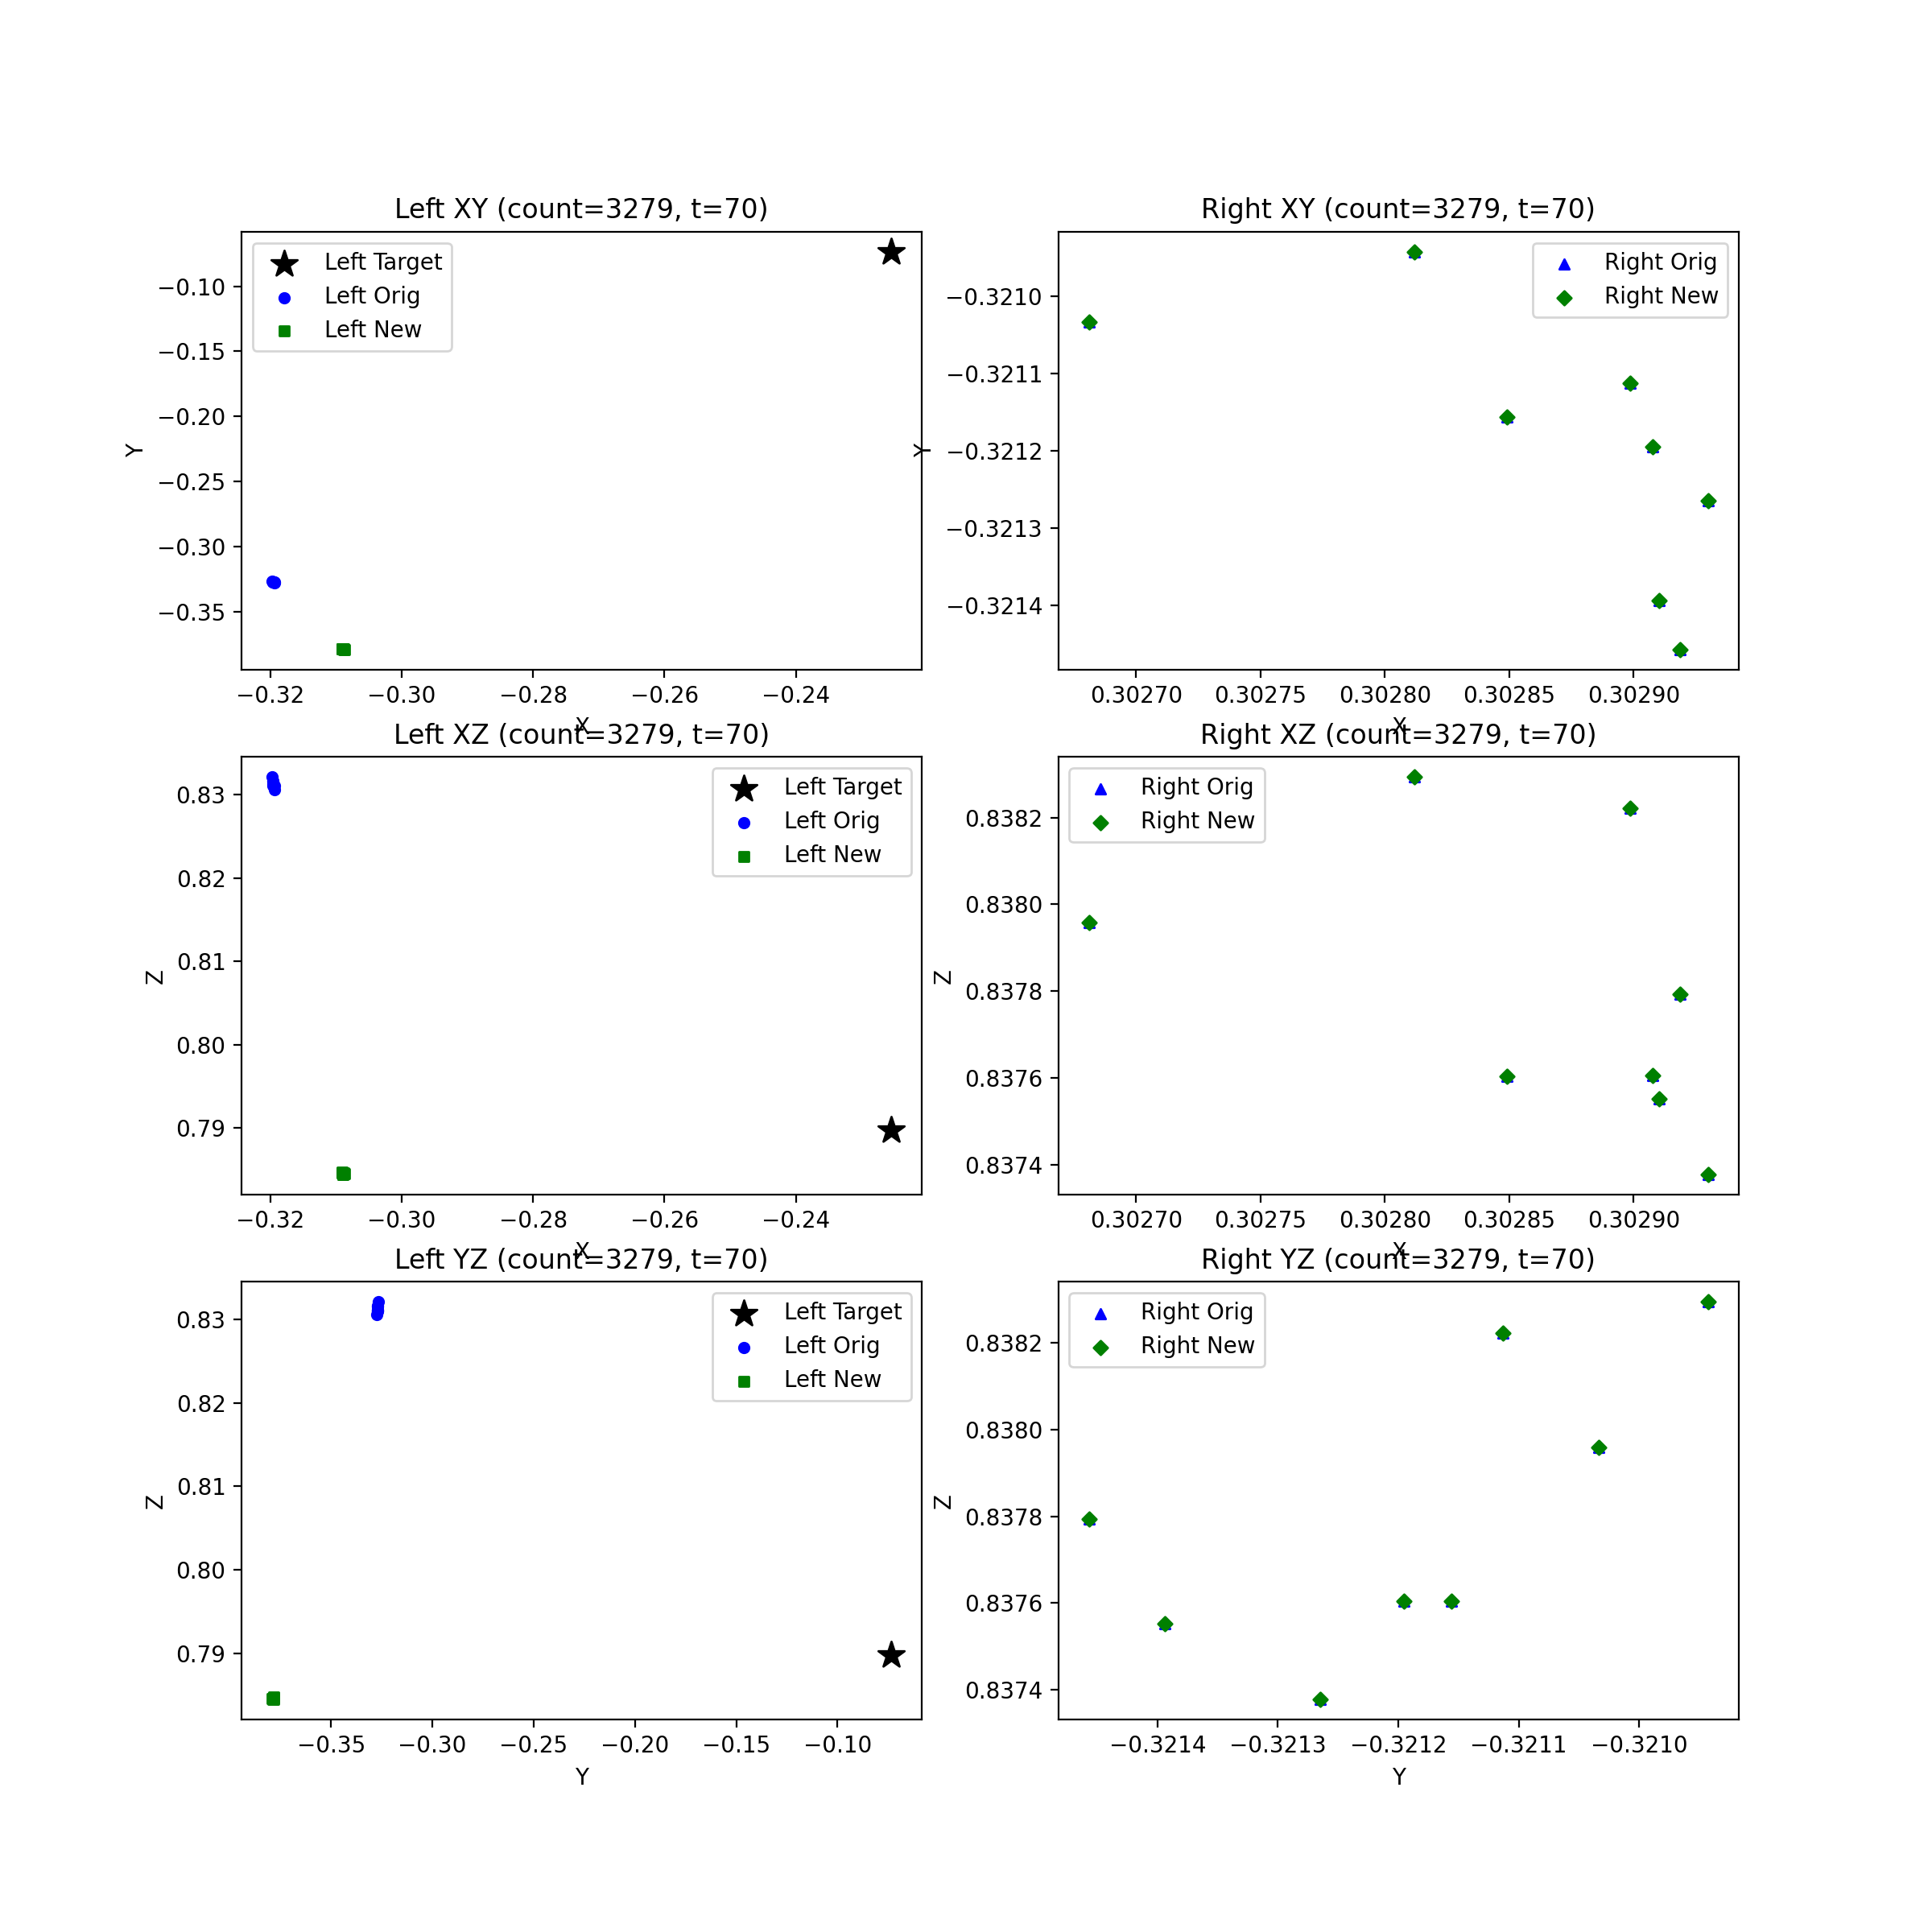 Left XY (count=3279, t=70)
Left Target
Left Orig
Left New
−0.10
−0.15
−0.20
−0.25
−0.30
−0.35
Y
−0.32
−0.30
−0.28
−0.26
−0.24
X
Right XY (count=3279, t=70)
Right Orig
Right New
−0.3210
−0.3211
−0.3212
−0.3213
−0.3214
Y
0.30270
0.30275
0.30280
0.30285
0.30290
X
Left XZ (count=3279, t=70)
Left Target
Left Orig
Left New
0.83
0.82
0.81
0.80
0.79
Z
−0.32
−0.30
−0.28
−0.26
−0.24
X
Right XZ (count=3279, t=70)
Right Orig
Right New
0.8382
0.8380
0.8378
0.8376
0.8374
Z
0.30270
0.30275
0.30280
0.30285
0.30290
X
Left YZ (count=3279, t=70)
Left Target
Left Orig
Left New
0.83
0.82
0.81
0.80
0.79
Z
−0.35
−0.30
−0.25
−0.20
−0.15
−0.10
Y
Right YZ (count=3279, t=70)
Right Orig
Right New
0.8382
0.8380
0.8378
0.8376
0.8374
Z
−0.3214
−0.3213
−0.3212
−0.3211
−0.3210
Y